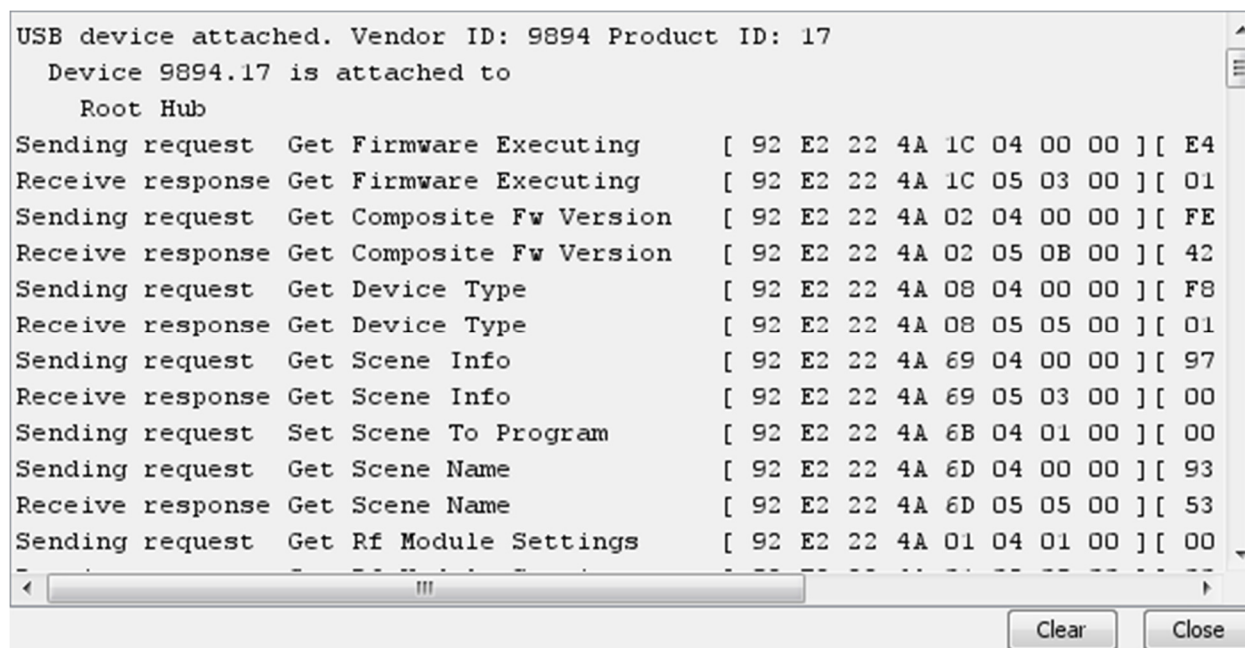 USB device attached. Vendor ID: 9894 Product ID: 17
Device 9894.17 is attached to
Root Hub
Sending request Get Firmware Executing [ 92 E2 22 4A 1C 04 00 00 ][ E4
Receive response Get Firmware Executing [ 92 E2 22 4A 1C 05 03 00 ][ 01
Sending request Get Composite Fw Version [ 92 E2 22 4A 02 04 00 00 ][ FE
Receive response Get Composite Fw Version [ 92 E2 22 4A 02 05 0B 00 ][ 42
Sending request Get Device Type [ 92 E2 22 4A 08 04 00 00 ][ F8
Receive response Get Device Type [ 92 E2 22 4A 08 05 05 00 ][ 01
Sending request Get Scene Info [ 92 E2 22 4A 69 04 00 00 ][ 97
Receive response Get Scene Info [ 92 E2 22 4A 69 05 03 00 ][ 00
Sending request Set Scene To Program [ 92 E2 22 4A 6B 04 01 00 ][ 00
Sending request Get Scene Name [ 92 E2 22 4A 6D 04 00 00 ][ 93
Receive response Get Scene Name [ 92 E2 22 4A 6D 05 05 00 ][ 53
Sending request Get Rf Module Settings [ 92 E2 22 4A 01 04 01 00 ][ 00
Clear Close